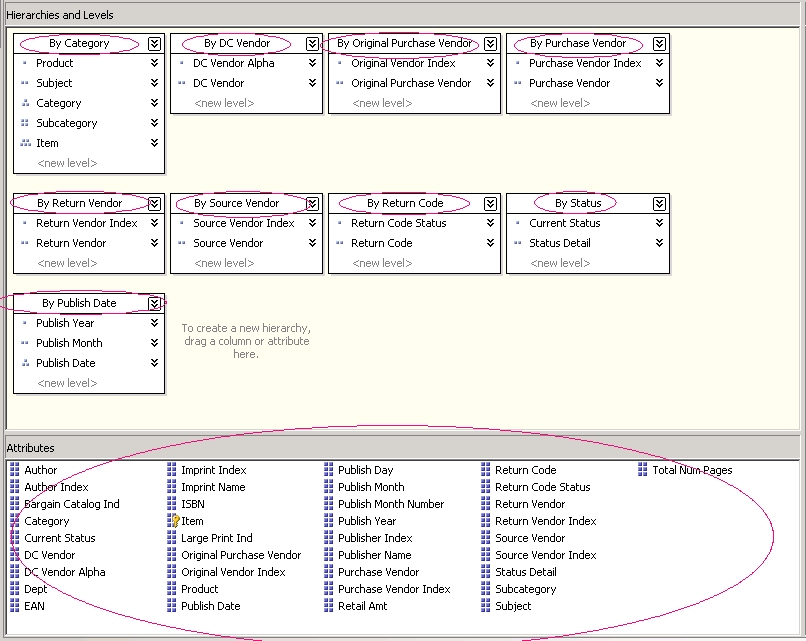 Hierarchies and Levels
By Category
Product
Subject
Category
Subcategory
Item
<new level>
By DC Vendor
DC Vendor Alpha
DC Vendor
<new level>
By Original Purchase Vendor
Original Vendor Index
Original Purchase Vendor
<new level>
By Purchase Vendor
Purchase Vendor Index
Purchase Vendor
<new level>
By Return Vendor
Return Vendor Index
Return Vendor
<new level>
By Source Vendor
Source Vendor Index
Source Vendor
<new level>
By Return Code
Return Code Status
Return Code
<new level>
By Status
Current Status
Status Detail
<new level>
By Publish Date
Publish Year
Publish Month
Publish Date
<new level>
To create a new hierarchy,
drag a column or attribute
here.
Attributes
Author
Author Index
Bargain Catalog Ind
Category
Current Status
DC Vendor
DC Vendor Alpha
Dept
EAN
Imprint Index
Imprint Name
ISBN
Item
Large Print Ind
Original Purchase Vendor
Original Vendor Index
Product
Publish Date
Publish Day
Publish Month
Publish Month Number
Publish Year
Publisher Index
Publisher Name
Purchase Vendor
Purchase Vendor Index
Retail Amt
Return Code
Return Code Status
Return Vendor
Return Vendor Index
Source Vendor
Source Vendor Index
Status Detail
Subcategory
Subject
Total Num Pages